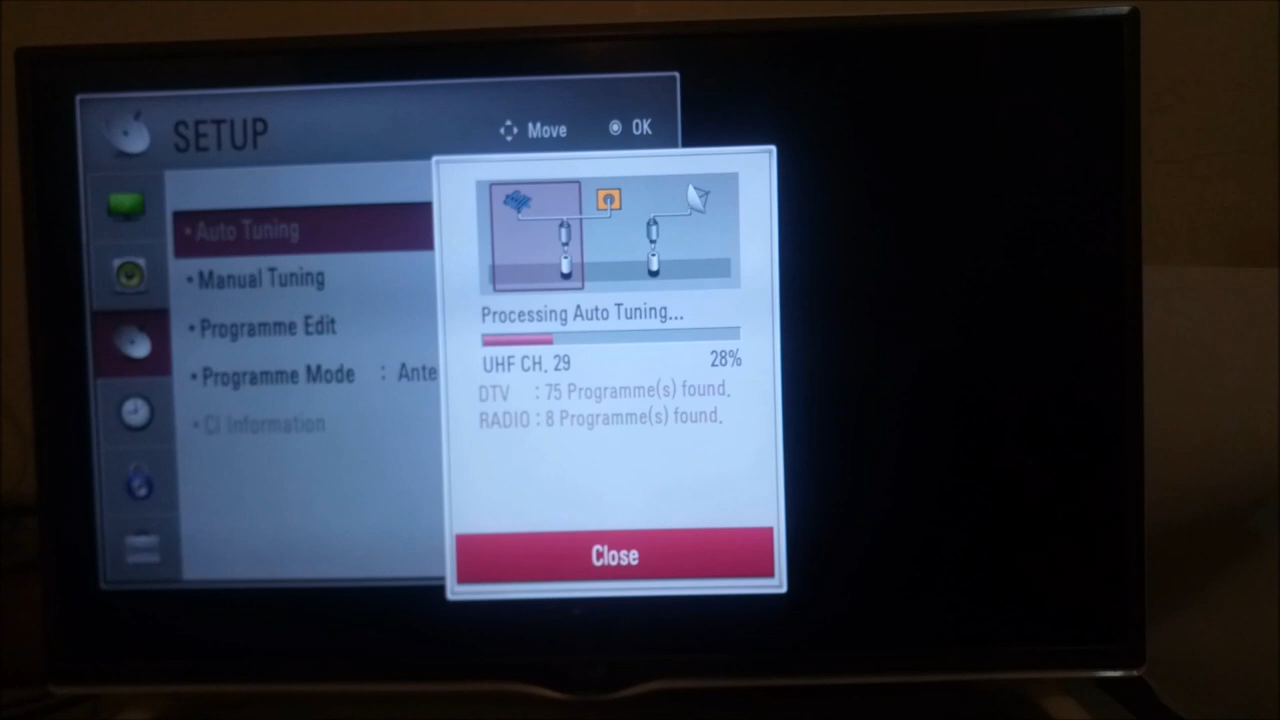 SETUP
Move
OK
• Auto Tuning
• Manual Tuning
• Programme Edit
• Programme Mode : Ante
• CI Information
Processing Auto Tuning...
UHF CH. 29 28%
DTV : 75 Programme(s) found.
RADIO : 8 Programme(s) found.
Close